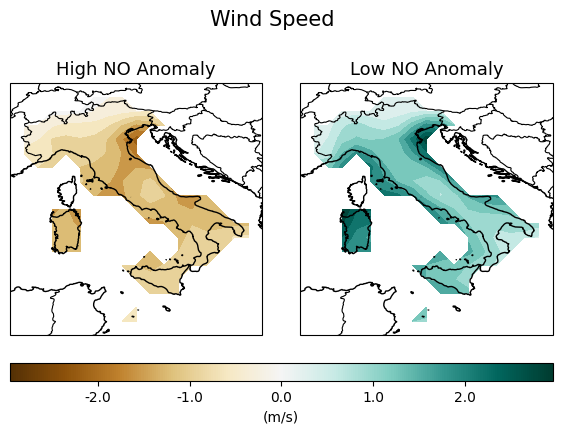 Wind Speed
High NO Anomaly
Low NO Anomaly
-2.0 -1.0 0.0 1.0 2.0
(m/s)